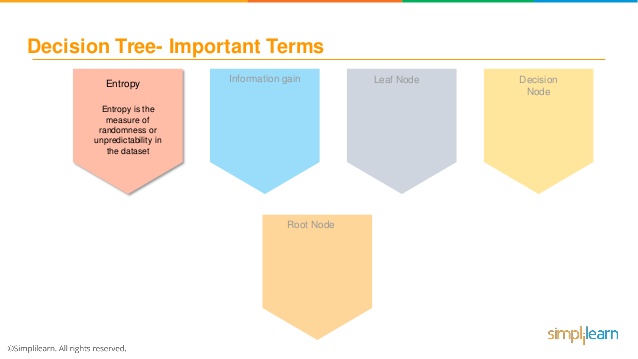 Decision Tree- Important Terms
Entropy
Entropy is the
measure of
randomness or
unpredictability in
the dataset
Information gain
Leaf Node
Decision
Node
Root Node
simplilearn
©Simplilearn. All rights reserved.